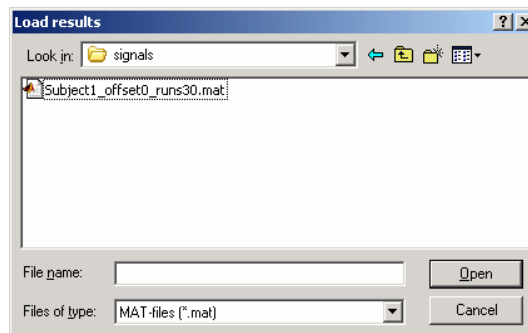 Load results
Look in: signals
Subject1_offset0_runs30.mat
File name: Open
Files of type: MAT-files (*.mat) Cancel